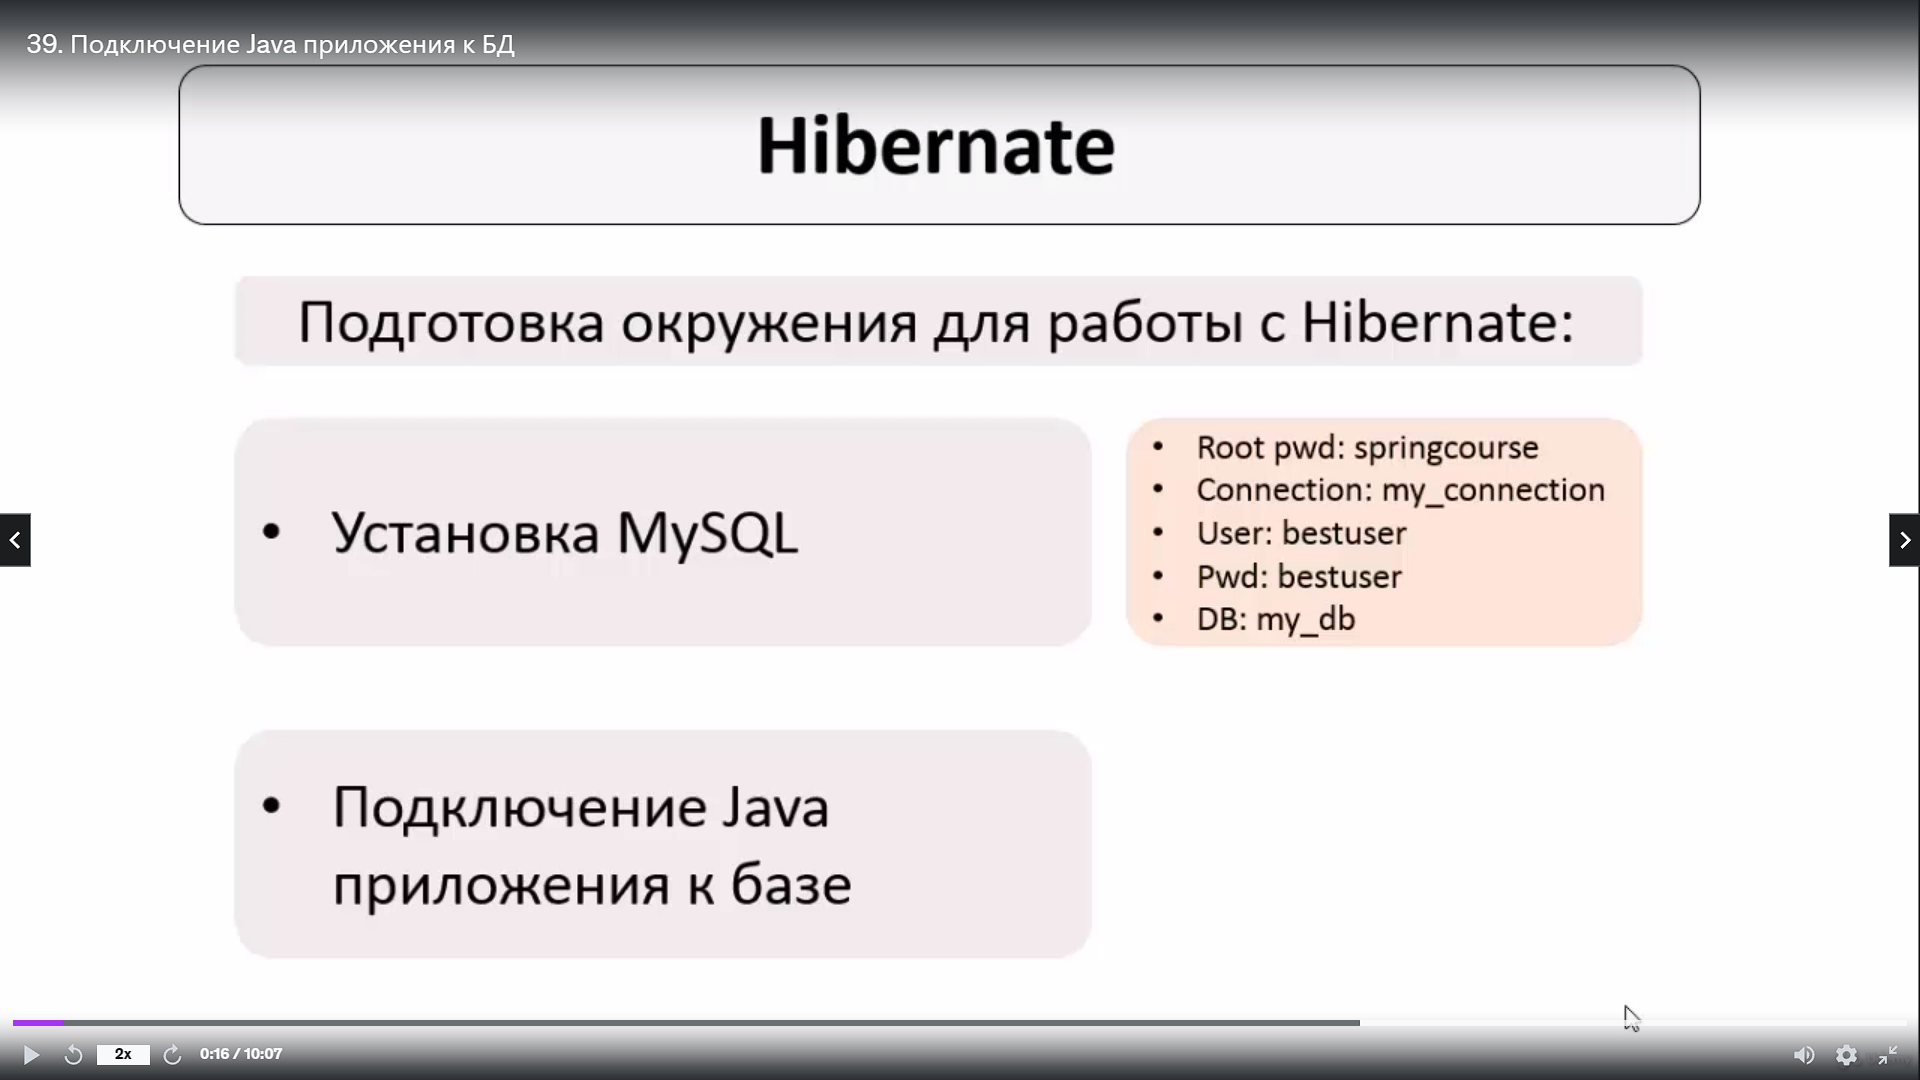 39. Подключение Java приложения к БД
Hibernate
Подготовка окружения для работы с Hibernate:
• Установка MySQL
• Root pwd: springcourse
• Connection: my_connection
• User: bestuser
• Pwd: bestuser
• DB: my_db
• Подключение Java
приложения к базе
2x
0:16 / 10:07